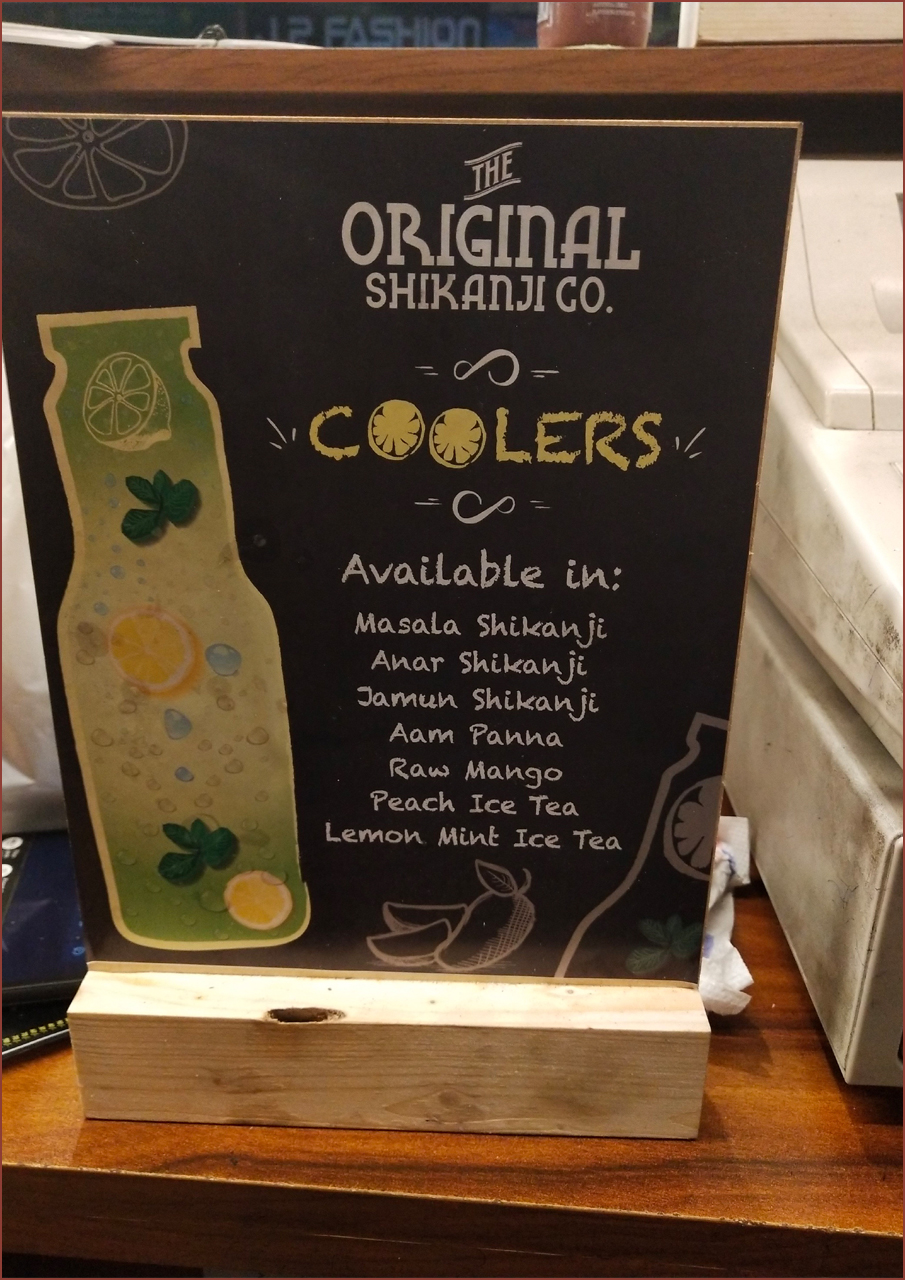 FASHION
THE
ORIGINAL
SHIKANJI CO.
COOLERS
Available in:
Masala Shikanji
Anar Shikanji
Jamun Shikanji
Aam Panna
Raw Mango
Peach Ice Tea
Lemon Mint Ice Tea